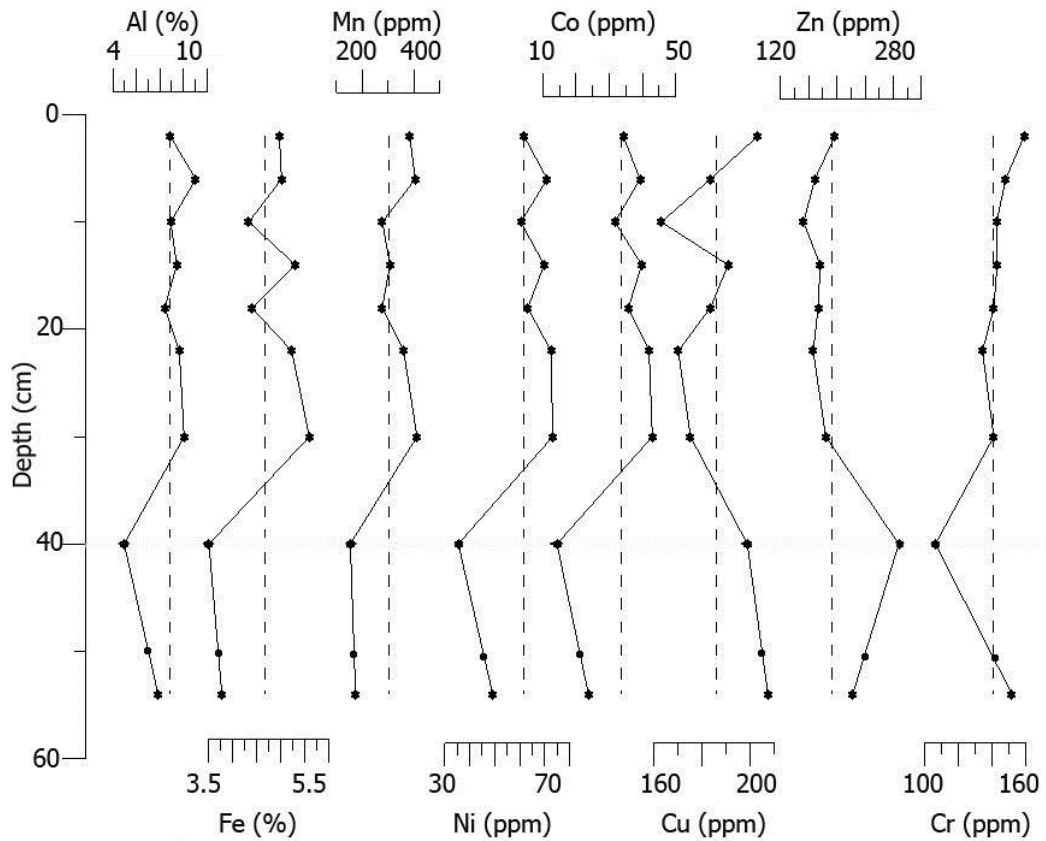 Al (%) Mn (ppm) Co (ppm) Zn (ppm)
4 10 200 400 10 50 120 280
0
20
40
60
Depth (cm)
3.5 5.5 30 70 160 200 100 160
Fe (%) Ni (ppm) Cu (ppm) Cr (ppm)